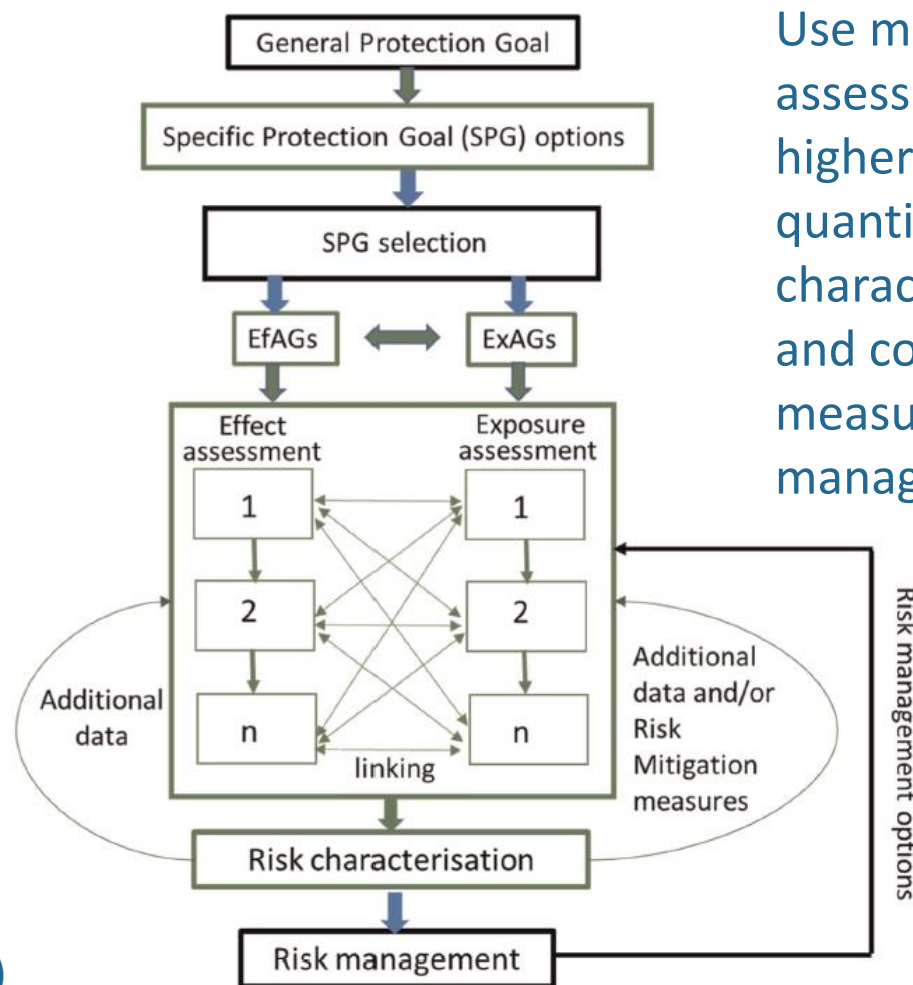 General Protection Goal
Specific Protection Goal (SPG) options
SPG selection
EfAGs
ExAGs
Effect
assessment
Exposure
assessment
1
1
2
2
n
n
linking
Additional
data
Additional
data and/or
Risk
Mitigation
measures
Risk characterisation
Risk management
Risk management options
Use m
assess
higher
quanti
charac
and co
measu
manag
)